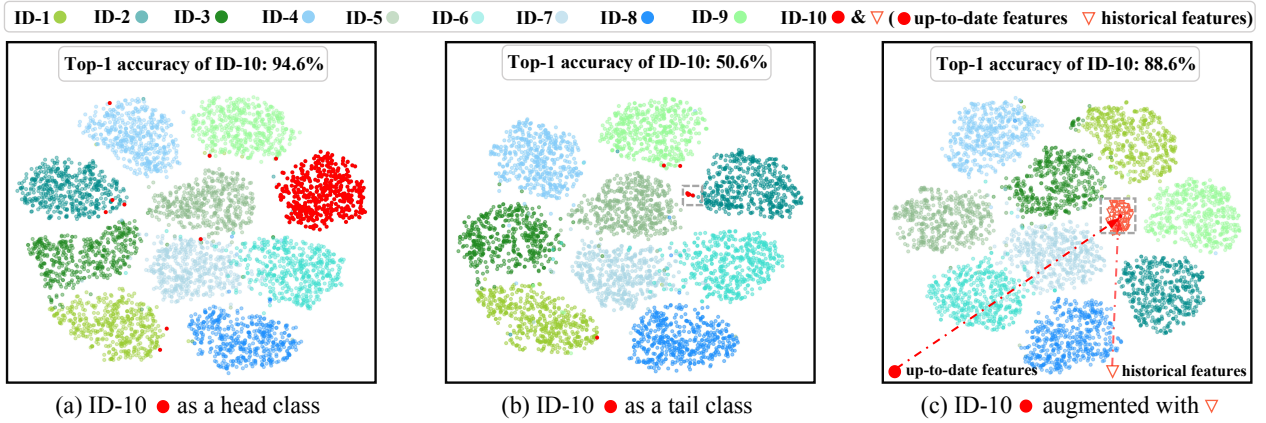 ID-1 ID-2 ID-3 ID-4 ID-5 ID-6 ID-7 ID-8 ID-9 ID-10 & ( up-to-date features historical features)
Top-1 accuracy of ID-10: 94.6%
Top-1 accuracy of ID-10: 50.6%
Top-1 accuracy of ID-10: 88.6%
up-to-date features
historical features
(a) ID-10 as a head class
(b) ID-10 as a tail class
(c) ID-10 augmented with